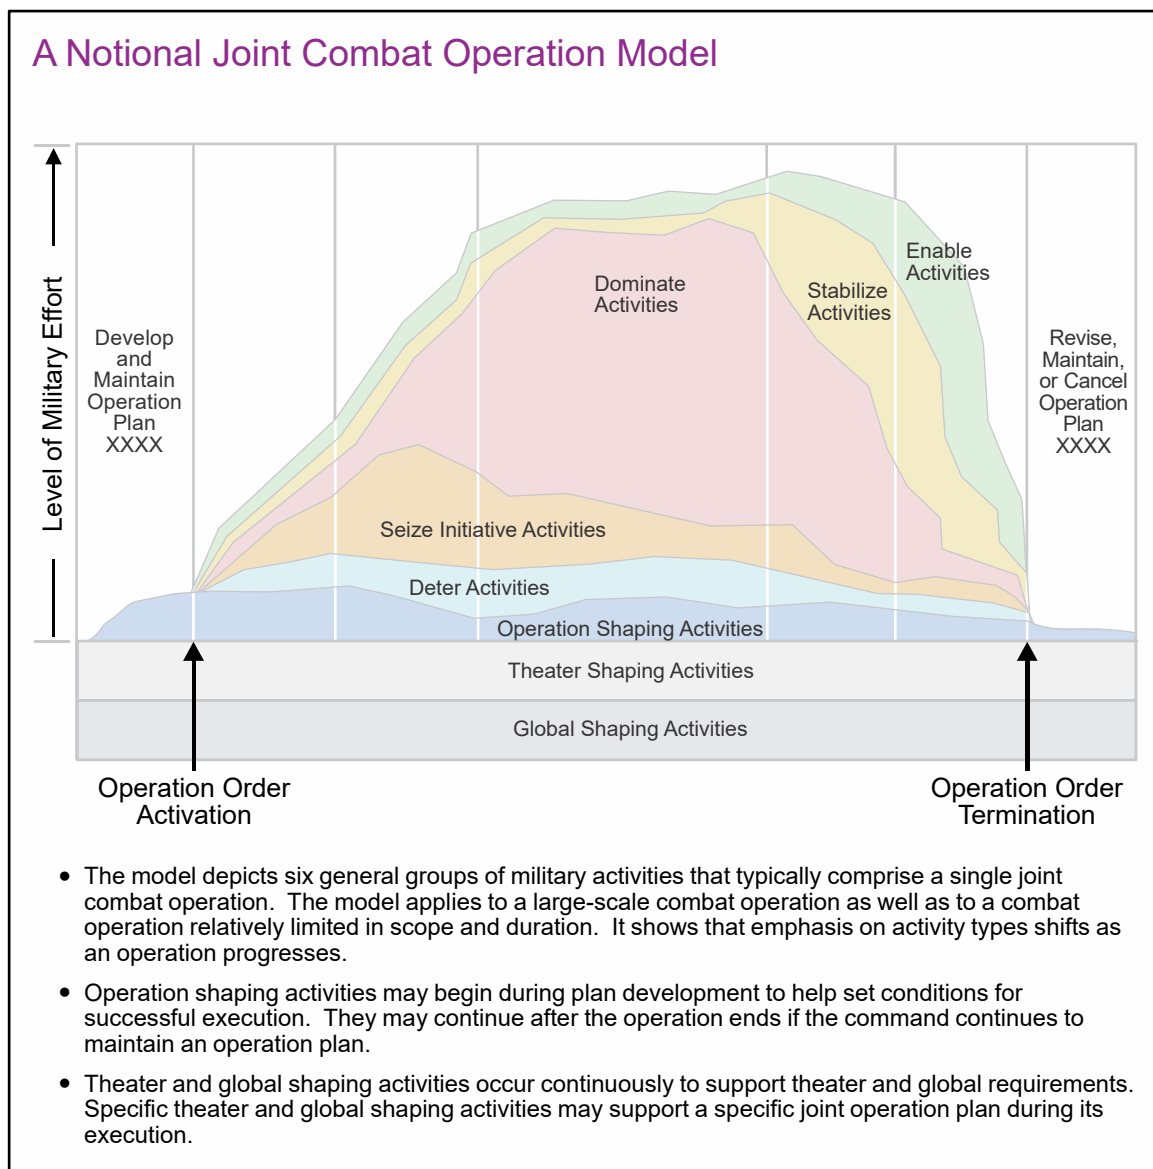 A Notional Joint Combat Operation Model
Level of Military Effort
Develop
and
Maintain
Operation
Plan
XXXX
Dominate
Activities
Stabilize
Activities
Enable
Activities
Revise,
Maintain,
or Cancel
Operation
Plan
XXXX
Seize Initiative Activities
Deter Activities
Operation Shaping Activities
Theater Shaping Activities
Global Shaping Activities
Operation Order
Activation
Operation Order
Termination
• The model depicts six general groups of military activities that typically comprise a single joint
combat operation.  The model applies to a large-scale combat operation as well as to a combat
operation relatively limited in scope and duration.  It shows that emphasis on activity types shifts as
an operation progresses.
• Operation shaping activities may begin during plan development to help set conditions for
successful execution.  They may continue after the operation ends if the command continues to
maintain an operation plan.
• Theater and global shaping activities occur continuously to support theater and global requirements.
Specific theater and global shaping activities may support a specific joint operation plan during its
execution.